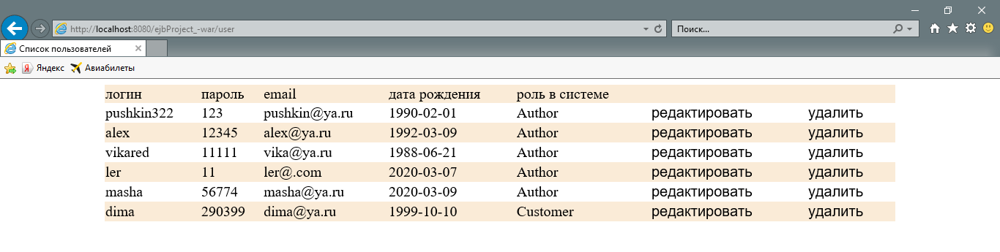 http://localhost:8080/ejbProject_-war/user Поиск...
Список пользователей
Яндекс Авиабилеты
логин пароль email дата рождения роль в системе
pushkin322 123 pushkin@ya.ru 1990-02-01 Author редактировать удалить
alex 12345 alex@ya.ru 1992-03-09 Author редактировать удалить
vikared 11111 vika@ya.ru 1988-06-21 Author редактировать удалить
ler 11 ler@.com 2020-03-07 Author редактировать удалить
masha 56774 masha@ya.ru 2020-03-09 Author редактировать удалить
dima 290399 dima@ya.ru 1999-10-10 Customer редактировать удалить